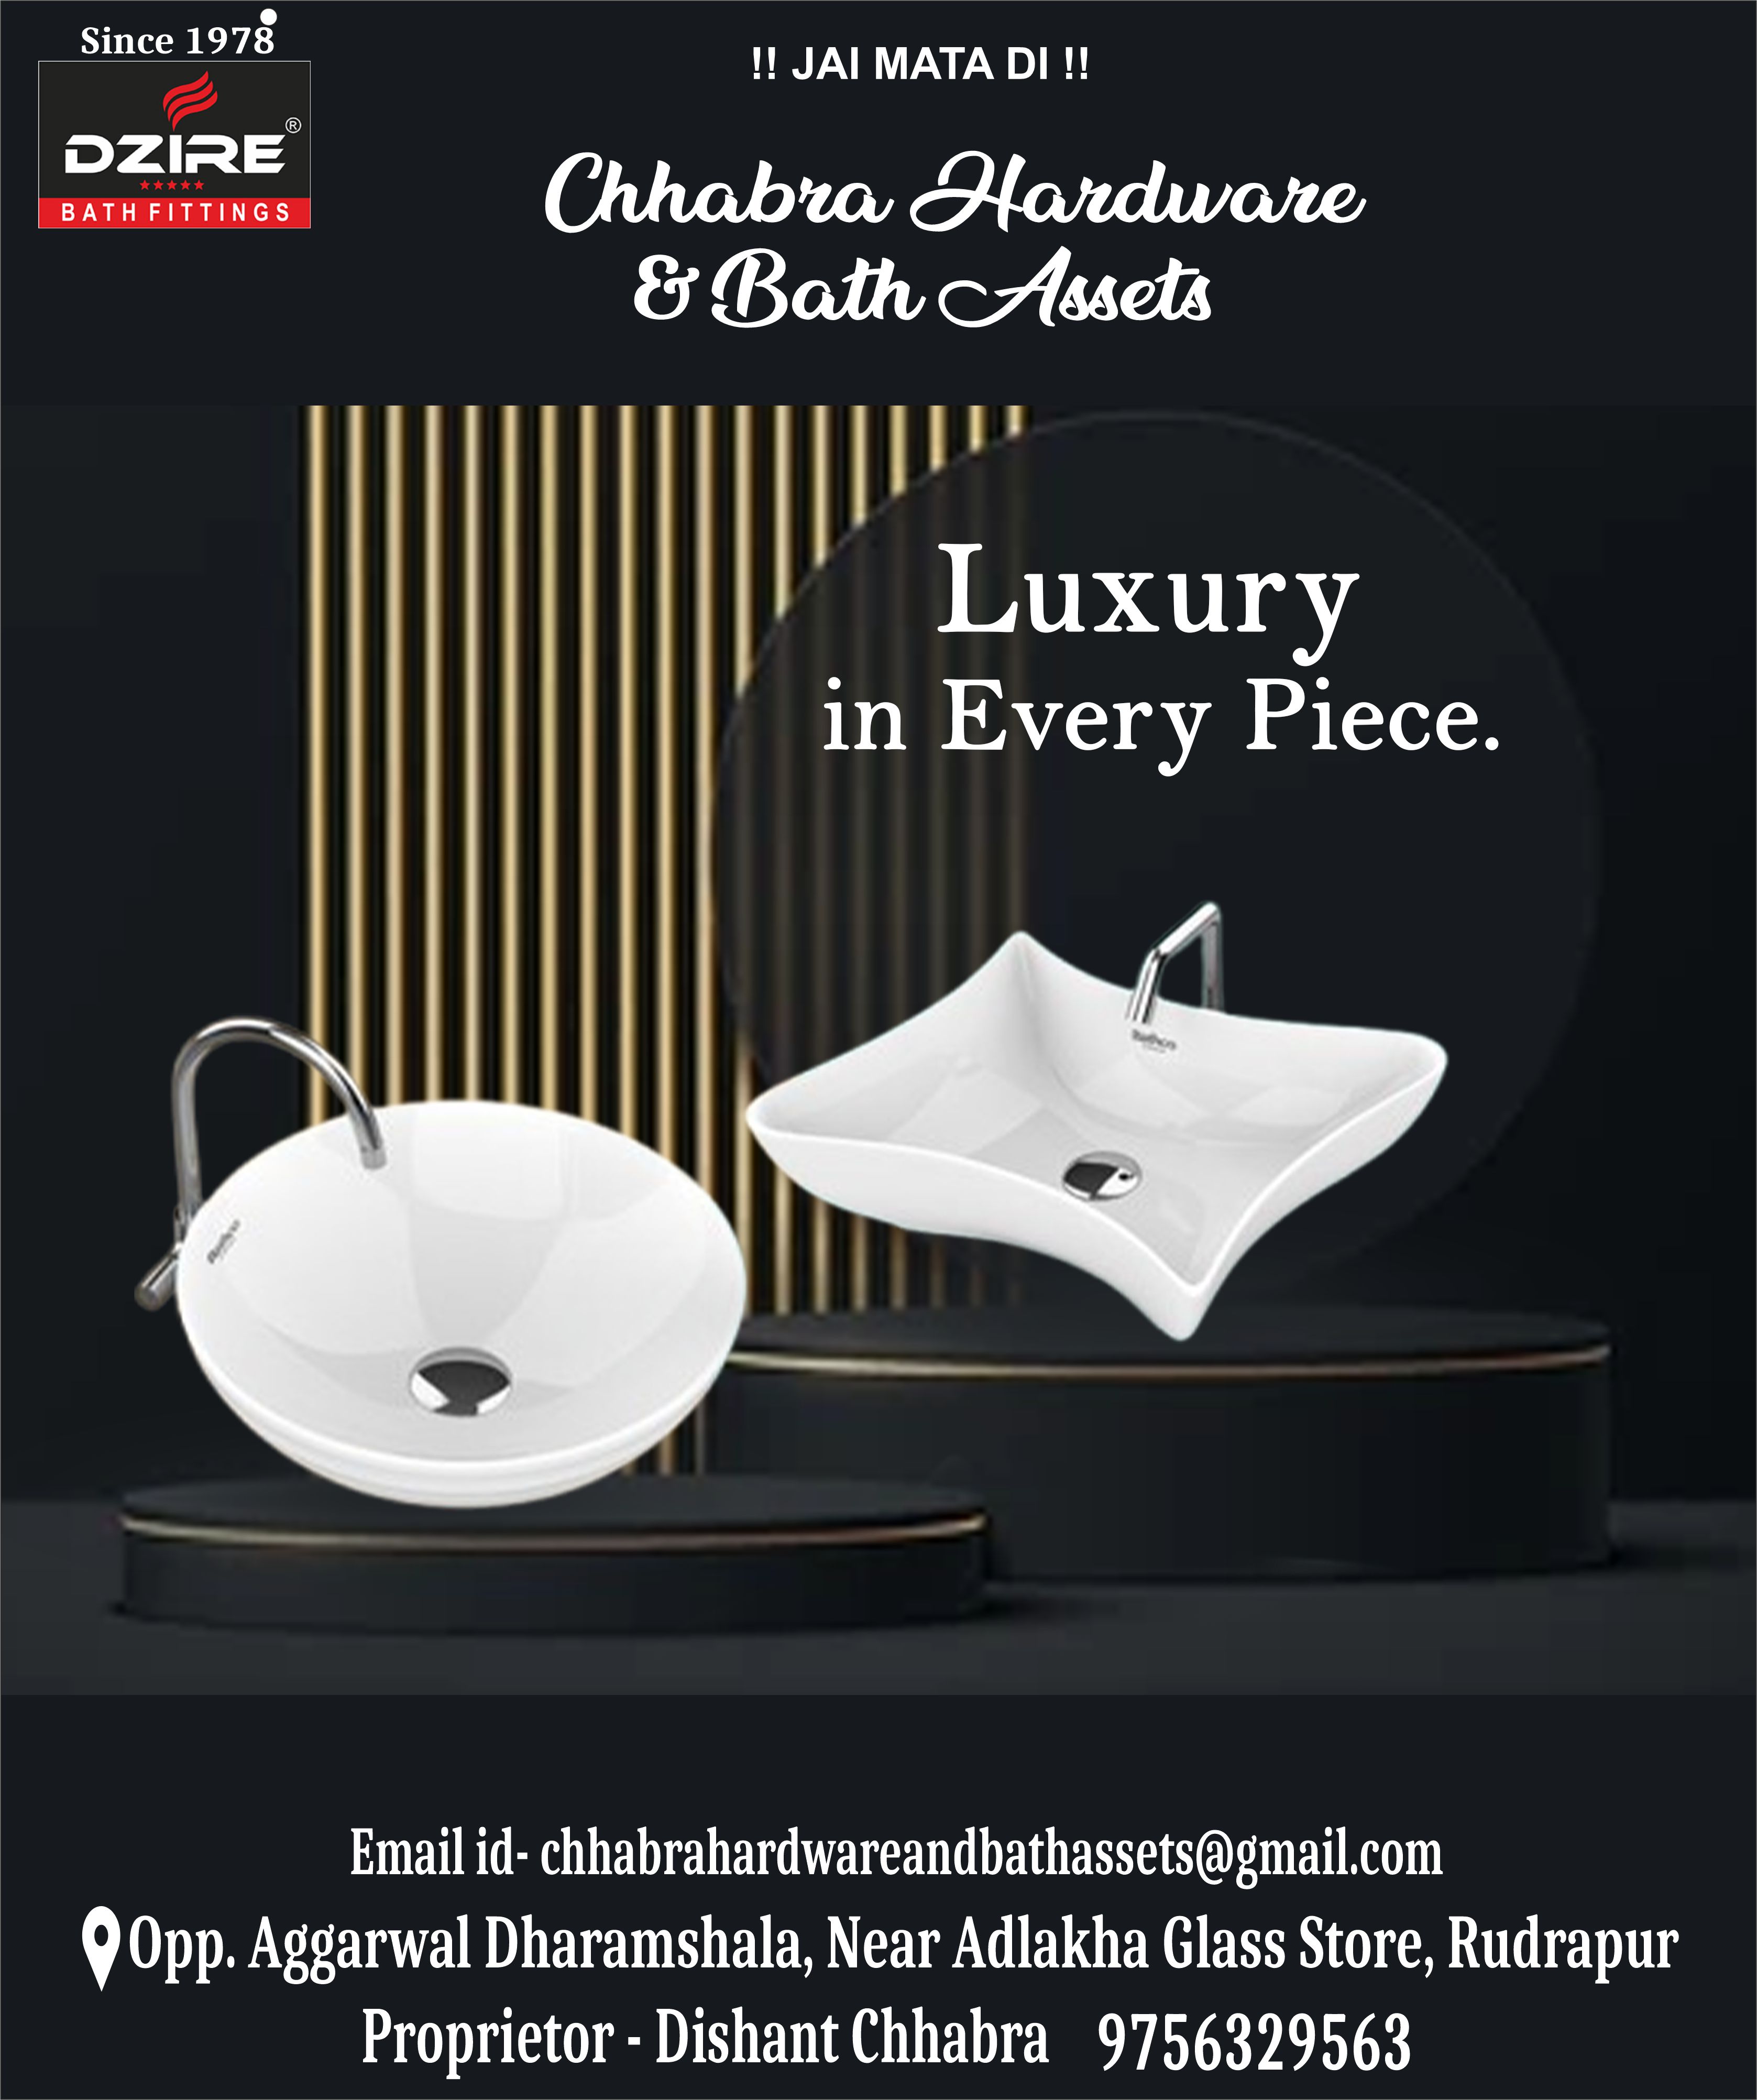 Since 1978
!! JAI MATA DI !!
DZIRE®
BATH FITTINGS
Chhabra Hardware
& Bath Assets
Luxury
in Every Piece.
Email id- chhabrahardwareandbathassets@gmail.com
Opp. Aggarwal Dharamshala, Near Adlakha Glass Store, Rudrapur
Proprietor - Dishant Chhabra 9756329563